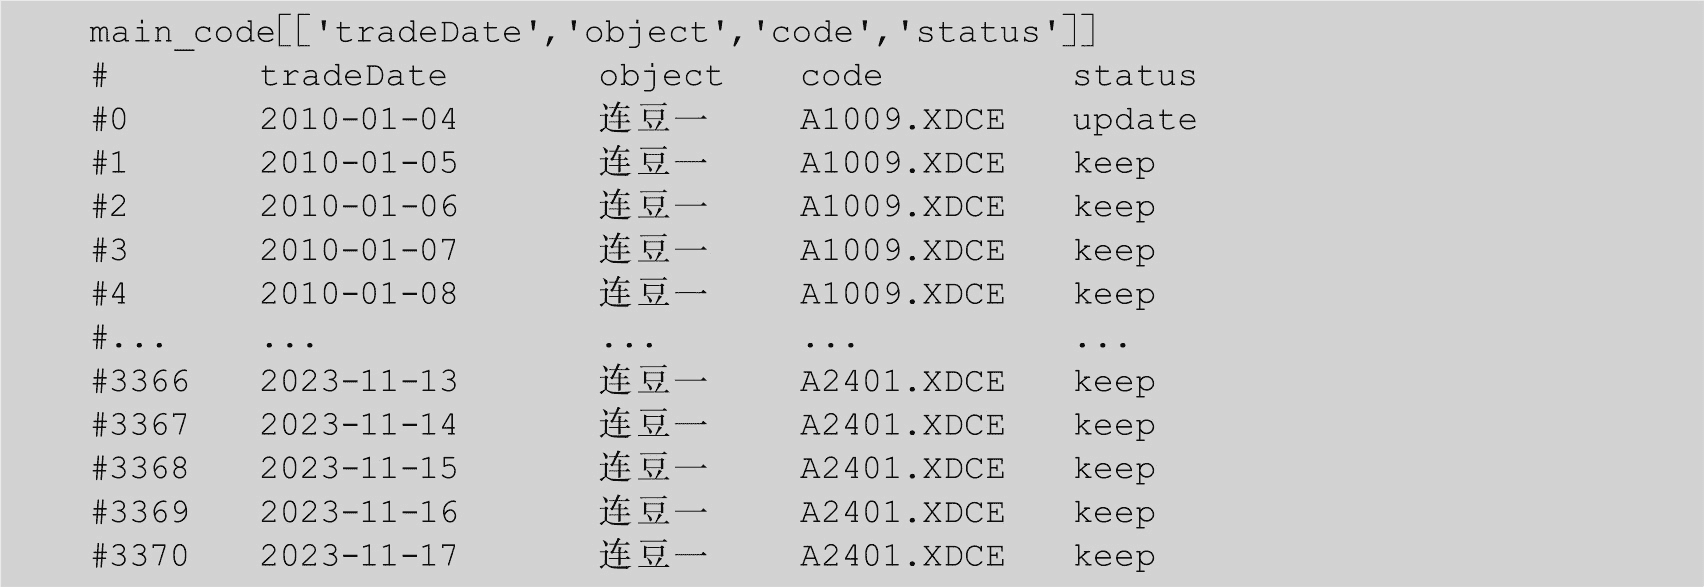 main_code[['tradeDate','object','code','status']]
# tradeDate object code status
#0 2010-01-04 连豆一 A1009.XDCE update
#1 2010-01-05 连豆一 A1009.XDCE keep
#2 2010-01-06 连豆一 A1009.XDCE keep
#3 2010-01-07 连豆一 A1009.XDCE keep
#4 2010-01-08 连豆一 A1009.XDCE keep
#... ... ... ... ...
#3366 2023-11-13 连豆一 A2401.XDCE keep
#3367 2023-11-14 连豆一 A2401.XDCE keep
#3368 2023-11-15 连豆一 A2401.XDCE keep
#3369 2023-11-16 连豆一 A2401.XDCE keep
#3370 2023-11-17 连豆一 A2401.XDCE keep